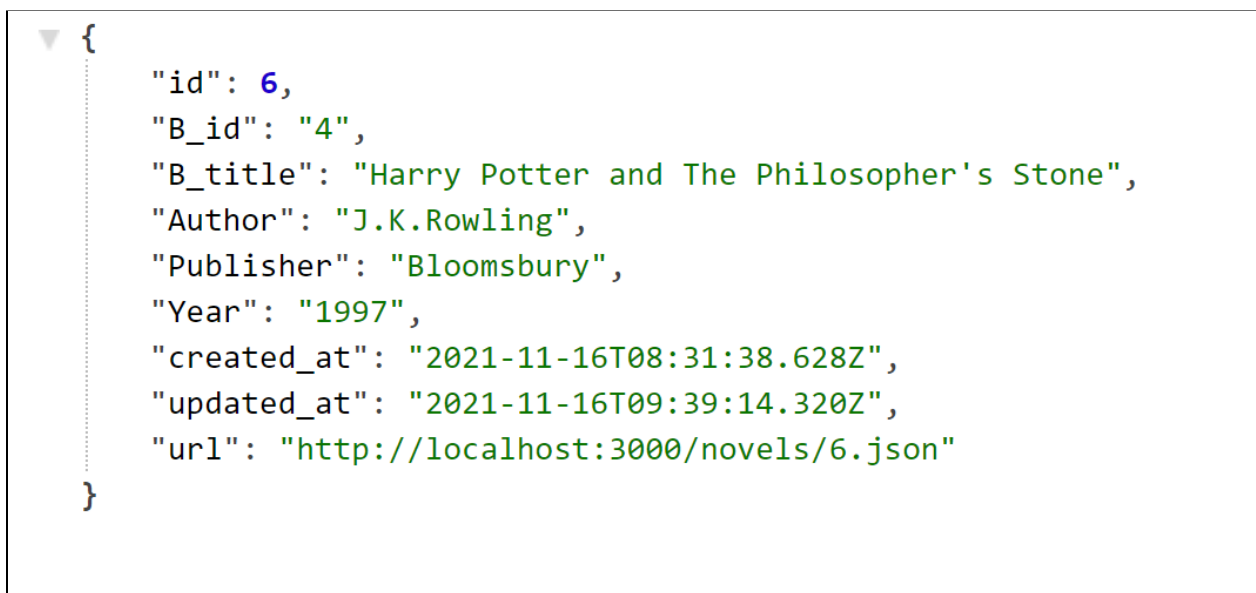 {
"id": 6,
"B_id": "4",
"B_title": "Harry Potter and The Philosopher's Stone",
"Author": "J.K.Rowling",
"Publisher": "Bloomsbury",
"Year": "1997",
"created_at": "2021-11-16T08:31:38.628Z",
"updated_at": "2021-11-16T09:39:14.320Z",
"url": "http://localhost:3000/novels/6.json"
}